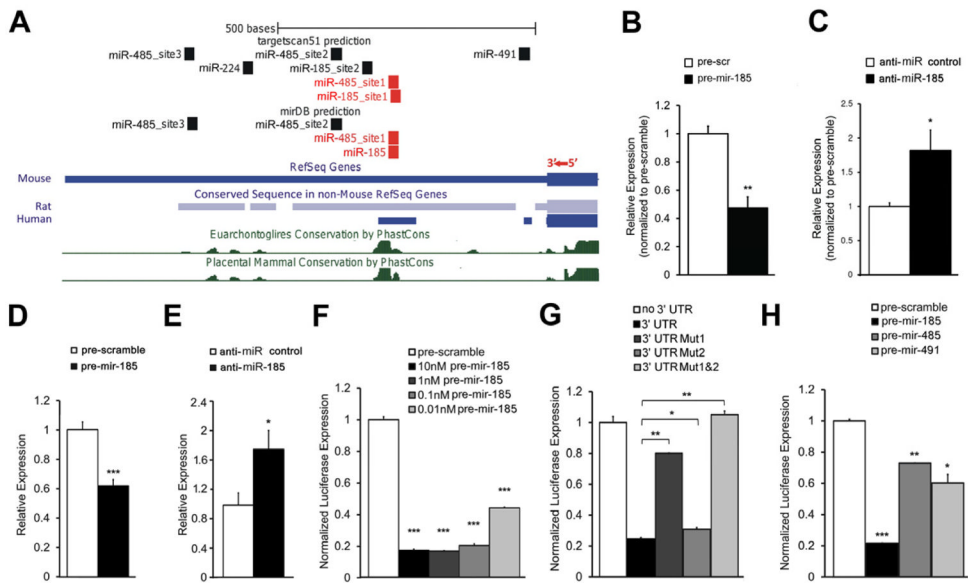 A
500 bases
targetscan51 prediction
miR-485_site3
miR-485_site2
miR-491
miR-224
miR-185_site2
miR-485_site1
miR-185_site1
mirDB prediction
miR-485_site3
miR-485_site2
miR-485_site1
miR-185
3' 5'
RefSeq Genes
Mouse
Conserved Sequence in non-Mouse RefSeq Genes
Rat
Human
Euarchontoglires Conservation by PhastCons
Placental Mammal Conservation by PhastCons
B
pre-scr
pre-mir-185
Relative Expression
(normalized to pre-scramble)
1.2
1
0.8
0.6
0.4
0.2
0
**
C
anti-miR control
anti-miR-185
Relative Expression
(normalized to pre-scramble)
2.5
2
1.5
1
0.5
0
*
D
pre-scramble
pre-mir-185
Relative Expression
1.2
1
0.8
0.6
0.4
0.2
0
***
E
anti-miR control
anti-miR-185
Relative Expression
2.6
2.2
1.8
1.4
1.0
0.6
0.2
0
*
F
pre-scramble
10nM pre-mir-185
1nM pre-mir-185
0.1nM pre-mir-185
0.01nM pre-mir-185
Normalized Luciferase Expression
1.2
1
0.8
0.6
0.4
0.2
0
*** *** *** ***
G
no 3' UTR
3' UTR
3' UTR Mut1
3' UTR Mut2
3' UTR Mut1&2
Normalized Luciferase Expression
1.2
1
0.8
0.6
0.4
0.2
0
**
*
**
H
pre-scramble
pre-mir-185
pre-mir-485
pre-mir-491
Normalized Luciferase Expression
1.2
1
0.8
0.6
0.4
0.2
0
*** ** *